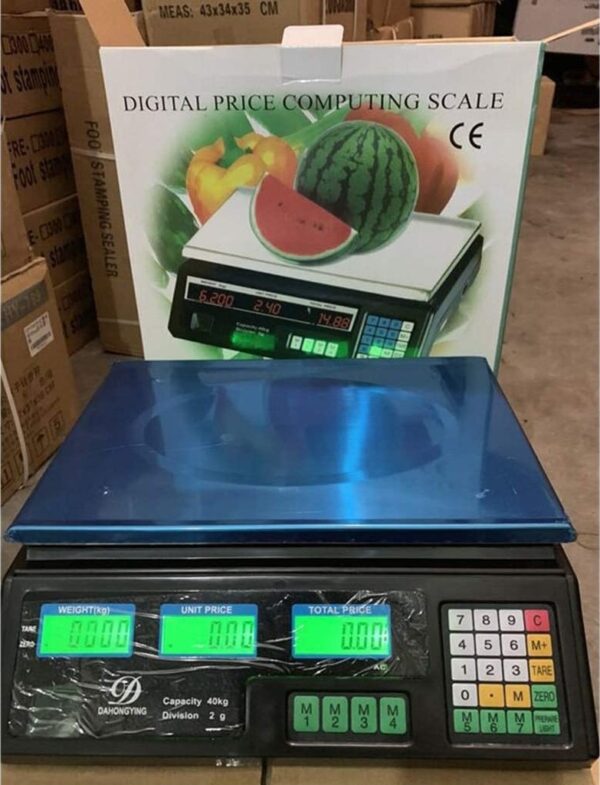 MEAS: 43x34x35 CM
FOOT STAMPING SEALER
DIGITAL PRICE COMPUTING SCALE
CE
6.200 2.40 14.88
WEIGHT(kg) UNIT PRICE TOTAL PRICE
TARE
ZERO
0.000 0.00 0.00
KG
DAHONGYING
Capacity 40kg
Division 2 g
M1 M2 M3 M4
7 8 9 C
4 5 6 M+
1 2 3 TARE
0 . M ZERO
M5 M6 M7
LIGHT